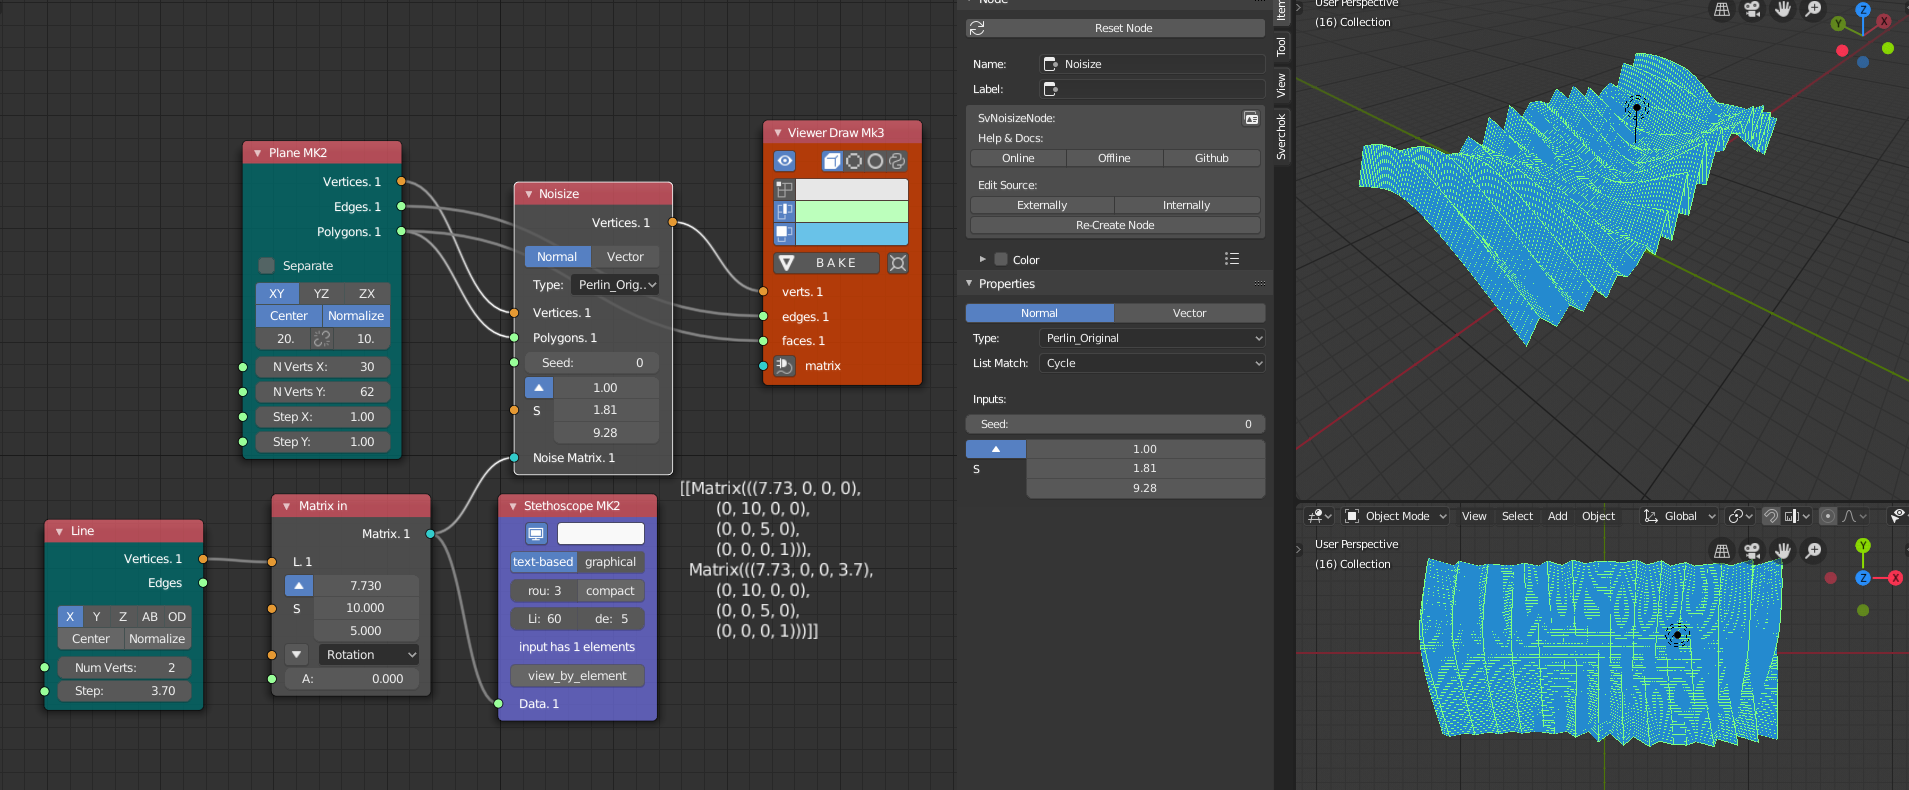 Plane MK2
Vertices. 1
Edges. 1
Polygons. 1
Separate
XY YZ ZX
Center Normalize
20. 10.
N Verts X: 30
N Verts Y: 62
Step X: 1.00
Step Y: 1.00
Line
Vertices. 1
Edges
X Y Z AB OD
Center Normalize
Num Verts: 2
Step: 3.70
Matrix in
Matrix. 1
L. 1
7.730
S 10.000
5.000
Rotation
A: 0.000
Noisize
Vertices. 1
Normal Vector
Type: Perlin_Orig..
Vertices. 1
Polygons. 1
Seed: 0
1.00
S 1.81
9.28
Noise Matrix. 1
Stethoscope MK2
text-based graphical
rou: 3 compact
Li: 60 de: 5
input has 1 elements
view_by_element
Data. 1
[[Matrix(((7.73, 0, 0, 0),
(0, 10, 0, 0),
(0, 0, 5, 0),
(0, 0, 0, 1))),
Matrix(((7.73, 0, 0, 3.7),
(0, 10, 0, 0),
(0, 0, 5, 0),
(0, 0, 0, 1)))]]
Viewer Draw Mk3
BAKE
verts. 1
edges. 1
faces. 1
matrix
Node
Reset Node
Name: Noisize
Label:
SvNoisizeNode:
Help & Docs:
Online Offline Github
Edit Source:
Externally Internally
Re-Create Node
Color
Properties
Normal Vector
Type: Perlin_Original
List Match: Cycle
Inputs:
Seed: 0
1.00
S 1.81
9.28
Item
Tool
View
Sverchok
User Perspective
(16) Collection
Z
Y X
Object Mode View Select Add Object Global
User Perspective
(16) Collection
Y
Z X